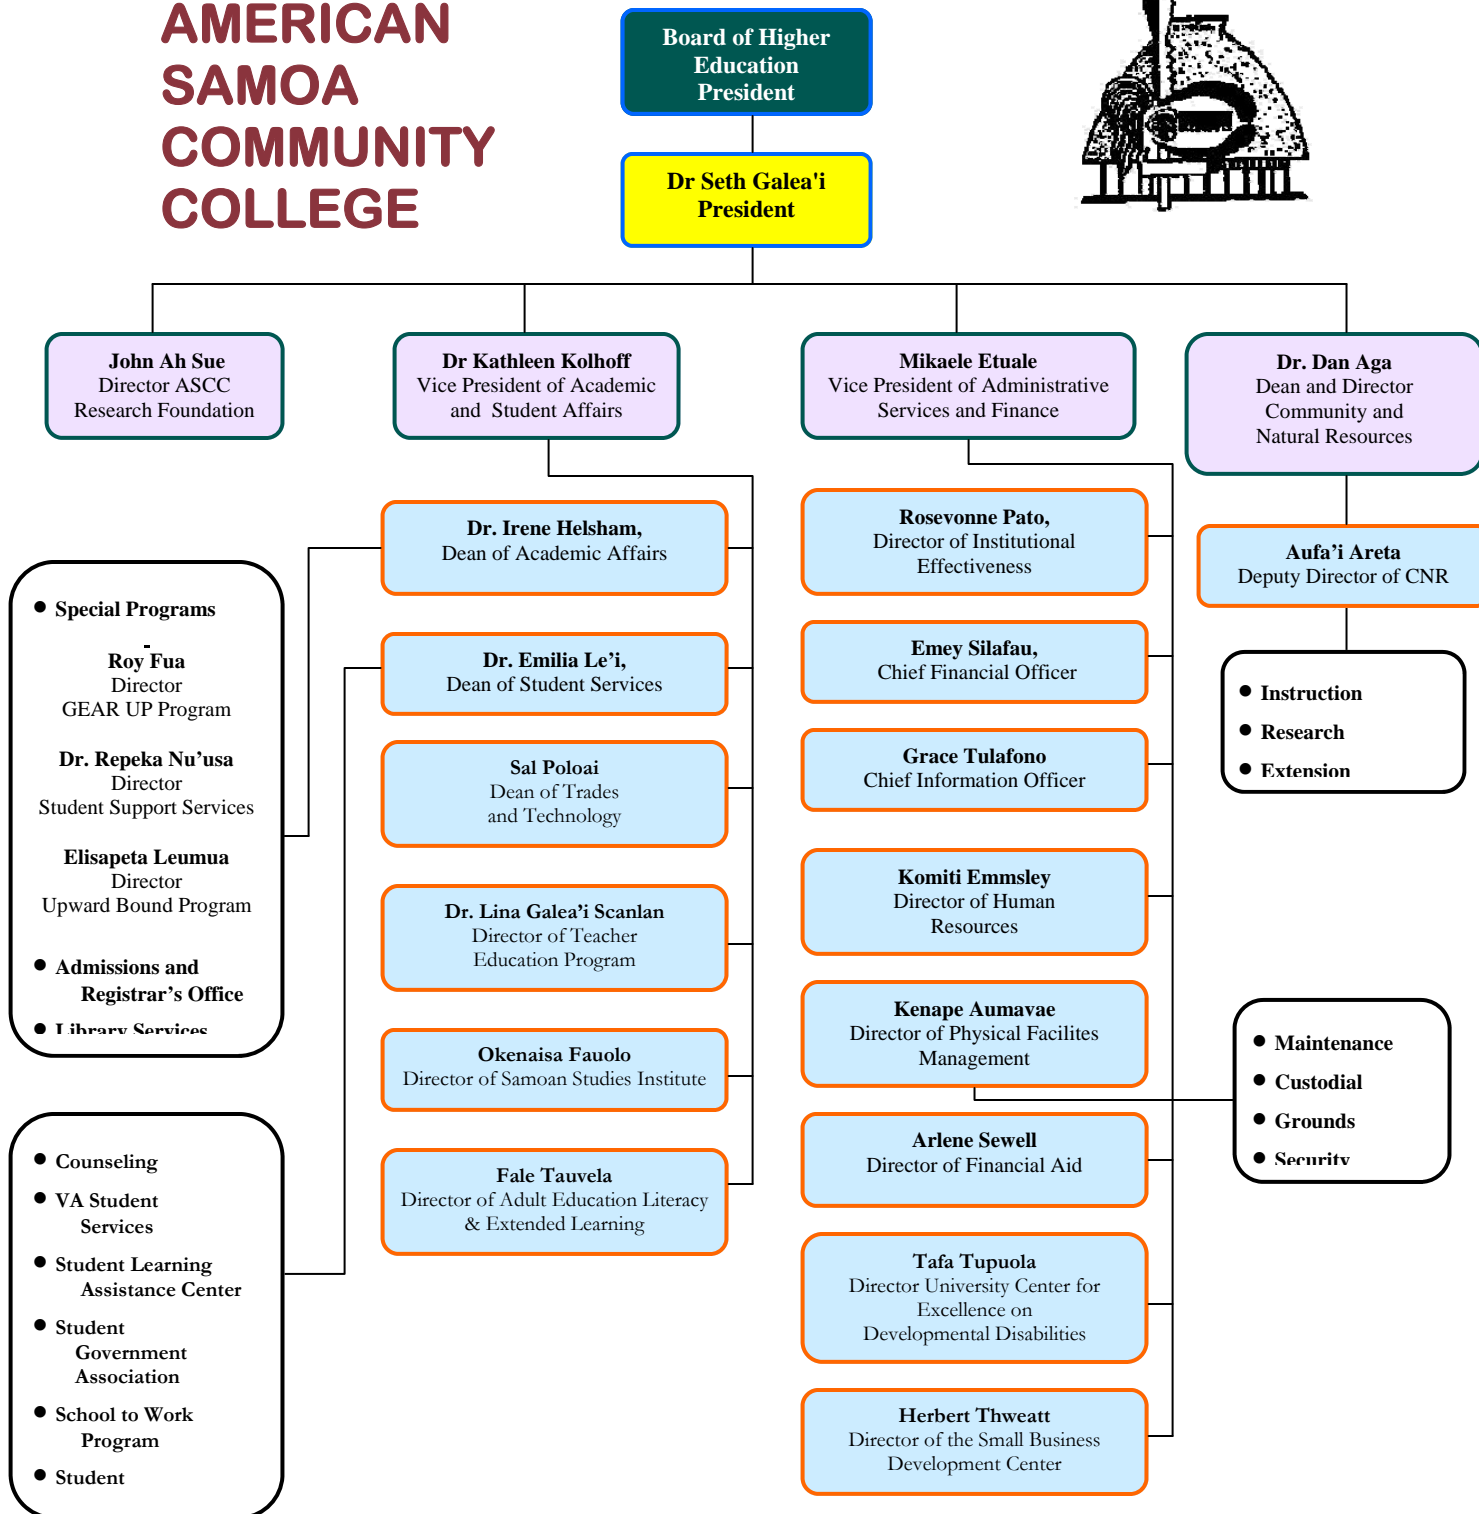 AMERICAN
SAMOA
COMMUNITY
COLLEGE
Board of Higher
Education
President
Dr Seth Galea'i
President
John Ah Sue
Director ASCC
Research Foundation
Dr Kathleen Kolhoff
Vice President of Academic
and Student Affairs
Mikaele Etuale
Vice President of Administrative
Services and Finance
Dr. Dan Aga
Dean and Director
Community and
Natural Resources
Dr. Irene Helsham,
Dean of Academic Affairs
Dr. Emilia Le’i,
Dean of Student Services
Sal Poloai
Dean of Trades
and Technology
Dr. Lina Galea’i Scanlan
Director of Teacher
Education Program
Okenaisa Fauolo
Director of Samoan Studies Institute
Fale Tauvela
Director of Adult Education Literacy
& Extended Learning
Rosevonne Pato,
Director of Institutional
Effectiveness
Emey Silafau,
Chief Financial Officer
Grace Tulafono
Chief Information Officer
Komiti Emmsley
Director of Human
Resources
Kenape Aumavae
Director of Physical Facilites
Management
Arlene Sewell
Director of Financial Aid
Tafa Tupuola
Director University Center for
Excellence on
Developmental Disabilities
Herbert Thweatt
Director of the Small Business
Development Center
Aufa’i Areta
Deputy Director of CNR
• Instruction
• Research
• Extension
• Maintenance
• Custodial
• Grounds
• Security
• Special Programs
Roy Fua
Director
GEAR UP Program
Dr. Repeka Nu’usa
Director
Student Support Services
Elisapeta Leumua
Director
Upward Bound Program
• Admissions and
Registrar’s Office
• Library Services
• Counseling
• VA Student
Services
• Student Learning
Assistance Center
• Student
Government
Association
• School to Work
Program
• Student